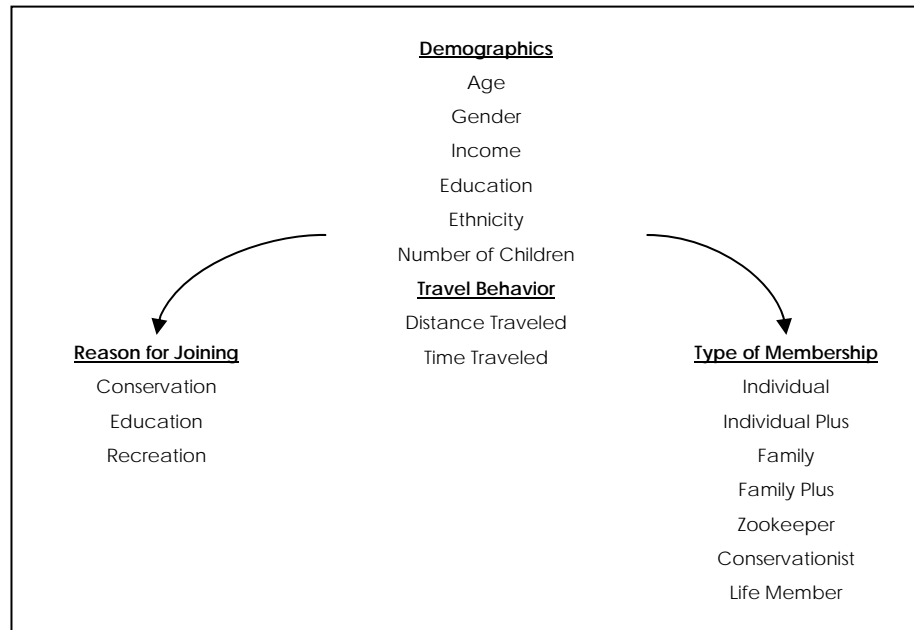 Demographics
Age
Gender
Income
Education
Ethnicity
Number of Children
Travel Behavior
Distance Traveled
Time Traveled
Reason for Joining
Conservation
Education
Recreation
Type of Membership
Individual
Individual Plus
Family
Family Plus
Zookeeper
Conservationist
Life Member